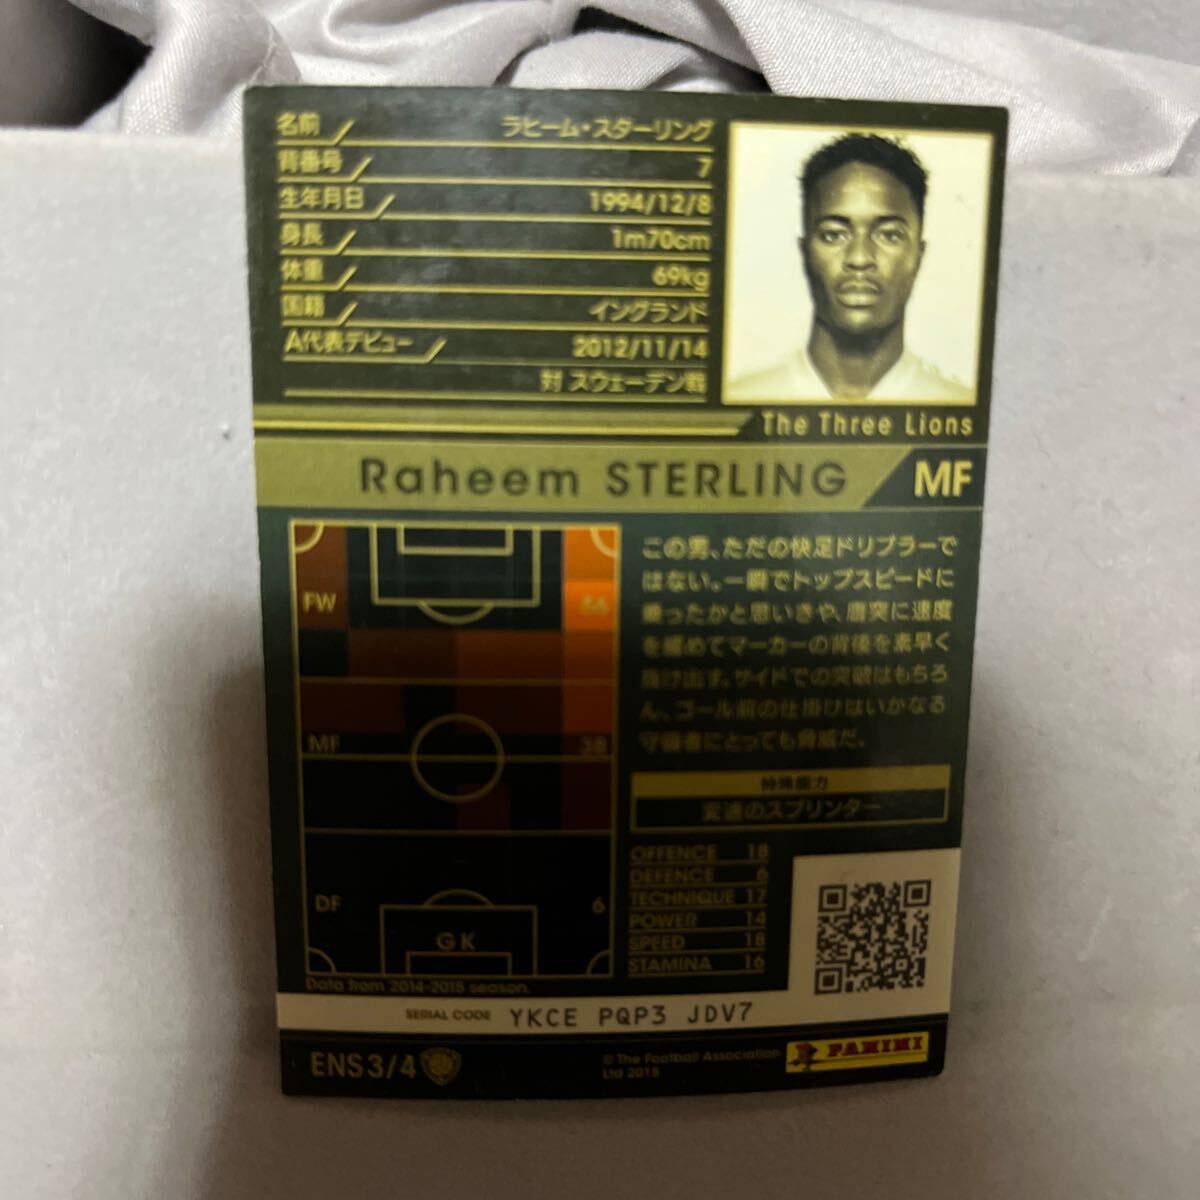 名前 ラヒーム・スターリング
背番号 7
生年月日 1994/12/8
身長 1m70cm
体重 69kg
国籍 イングランド
A代表デビュー 2012/11/14
対 スウェーデン戦
The Three Lions
Raheem STERLING MF
この男、ただの快足ドリブラーで
はない。一瞬でトップスピードに
乗ったかと思いきや、唐突に速度
を緩めてマーカーの背後を素早く
抜け出す。サイドでの突破はもちろ
ん、ゴール前の仕掛けはいかなる
守備者にとっても脅威だ。
FW 56
MF 38
DF 6
GK
Data from 2014-2015 season.
特殊能力
変速のスプリンター
OFFENCE 18
DEFENCE 6
TECHNIQUE 17
POWER 14
SPEED 18
STAMINA 16
SERIAL CODE YKCE PQP3 JDV7
ENS3/4
© The Football Association
Ltd 2015
PANINI